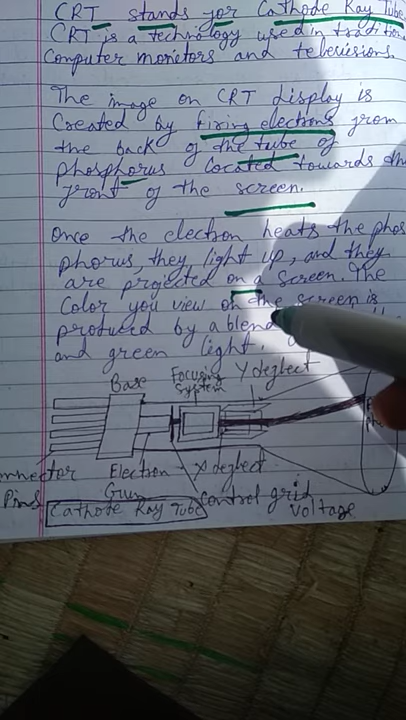 CRT stands for Cathode Ray Tube
CRT is a technology used in
Computer monitors and televisions.
The image on CRT display is
Created by firing electrons from
the back of the tube of
phosphorus located towards
front of the screen.
Once the electron heats the phos
phorus, they light up, and they
are projected on a screen. The
Color you view on the screen is
produced by a blend
and green light.
Base
Focusing
System
Y deflect
Connector
Pins
Electron
Gun
X deflect
Control grid
Voltage
Cathode Ray Tube